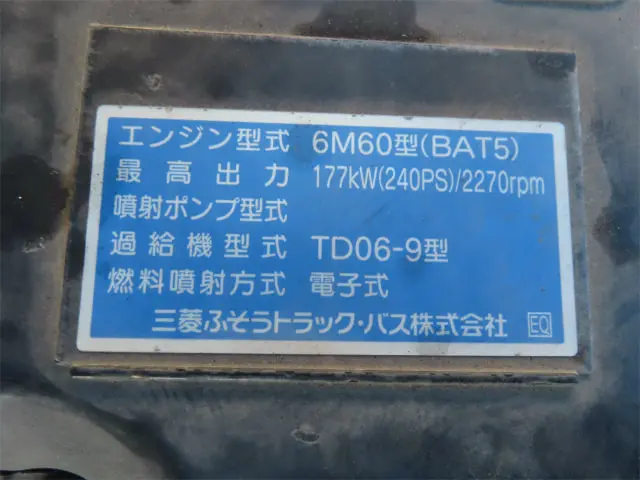 エンジン型式 6M60型(BAT5)
最高出力 177kW(240PS)/2270rpm
噴射ポンプ型式
過給機型式 TD06-9型
燃料噴射方式 電子式
三菱ふそうトラック・バス株式会社 EQ